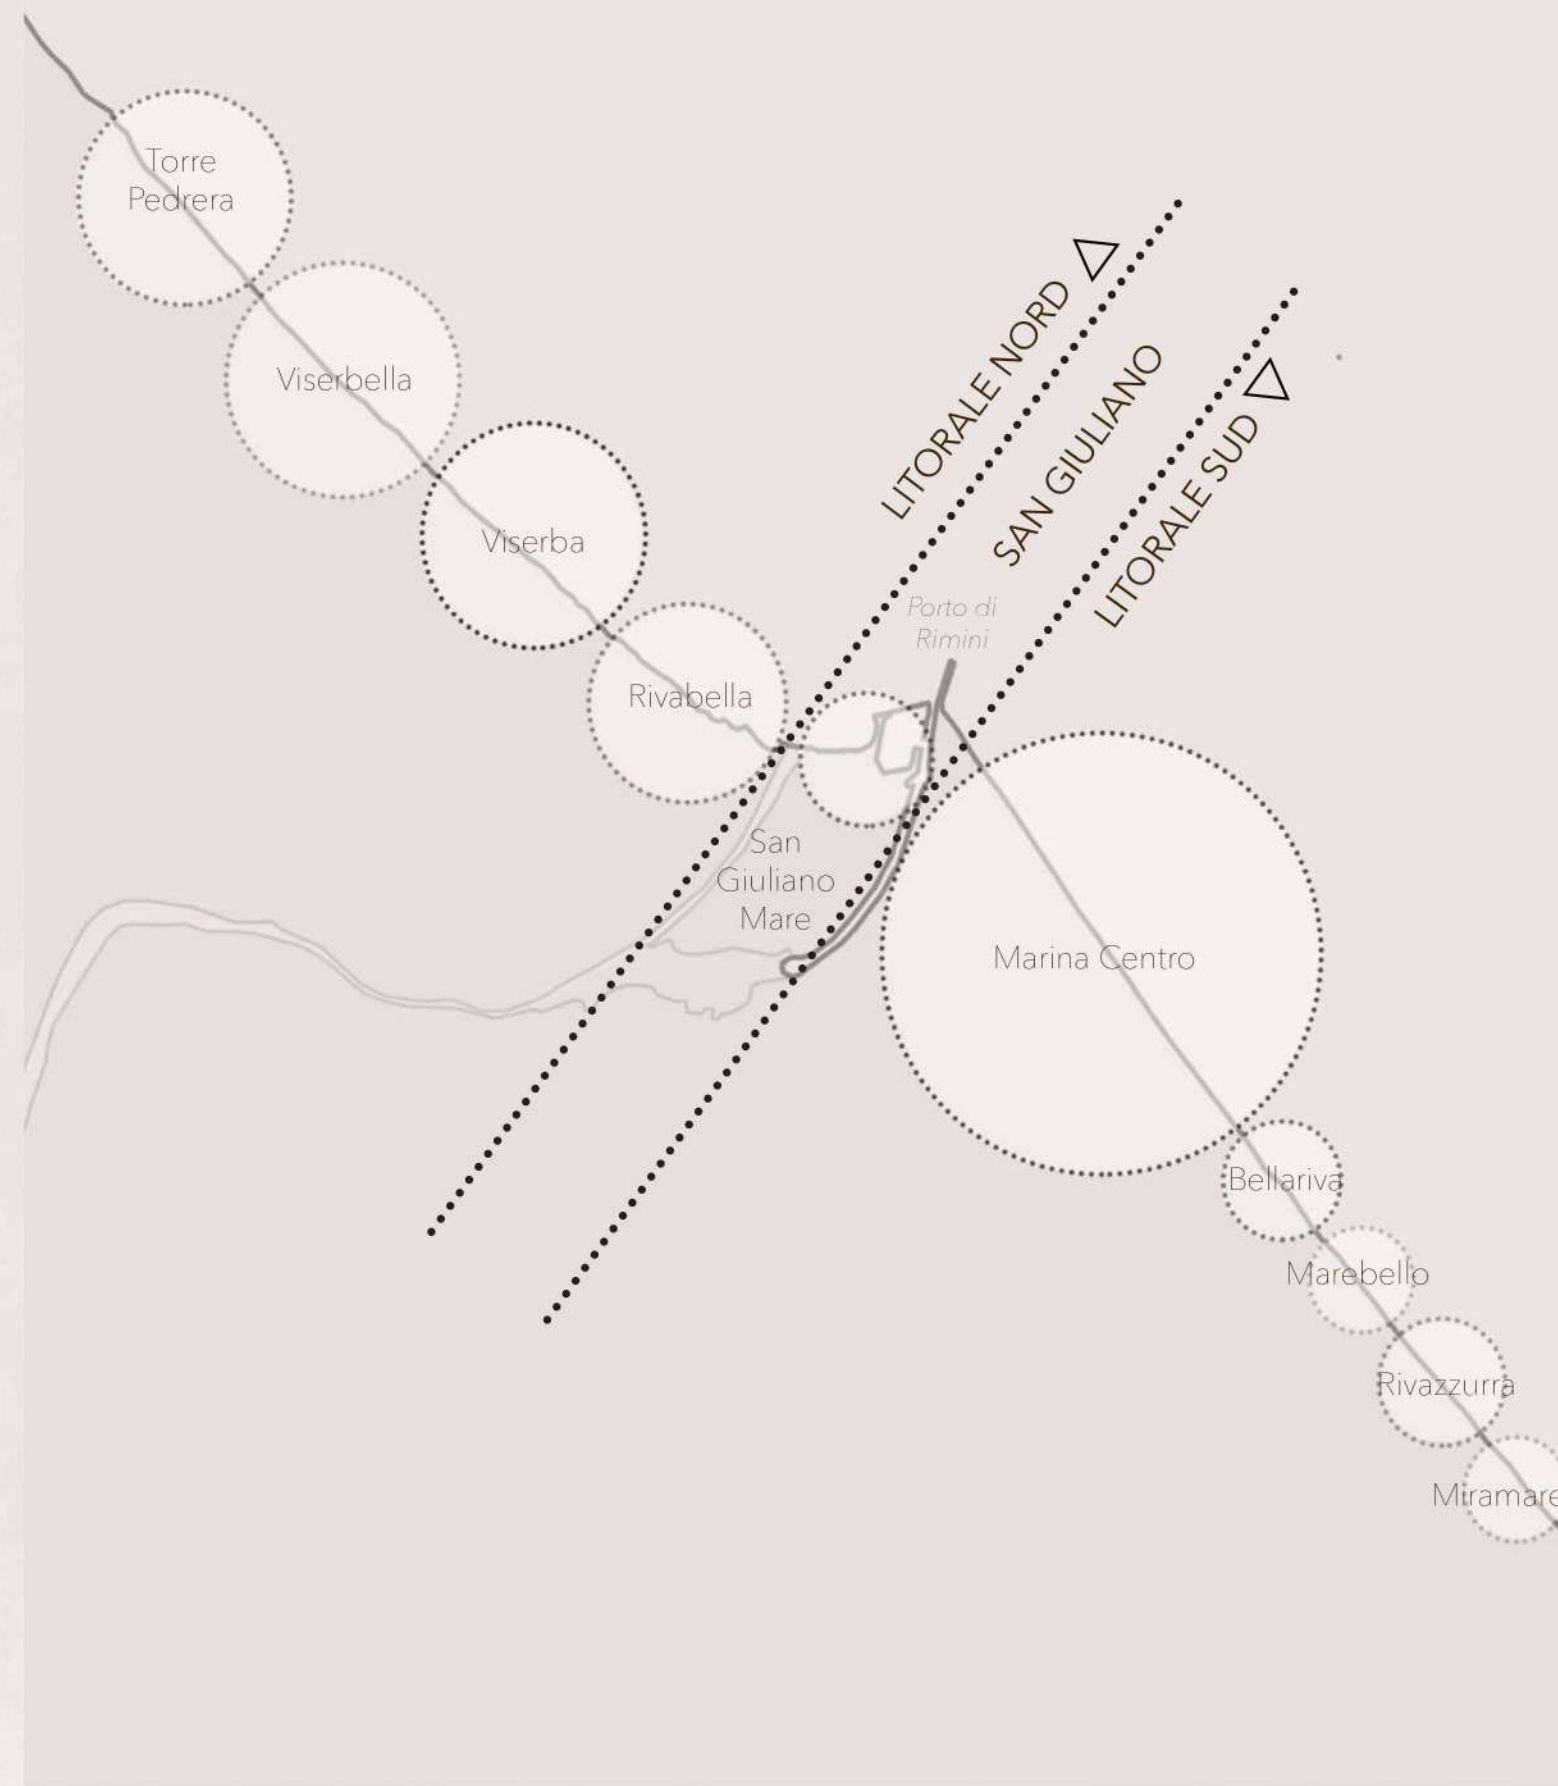 Torre
Pedrera
Viserbella
LITORALE NORD
SAN GIULIANO
LITORALE SUD
Viserba
Porto di
Rimini
Rivabella
San
Giuliano
Mare
Marina Centro
Bellariva
Marebello
Rivazzurra
Miramare